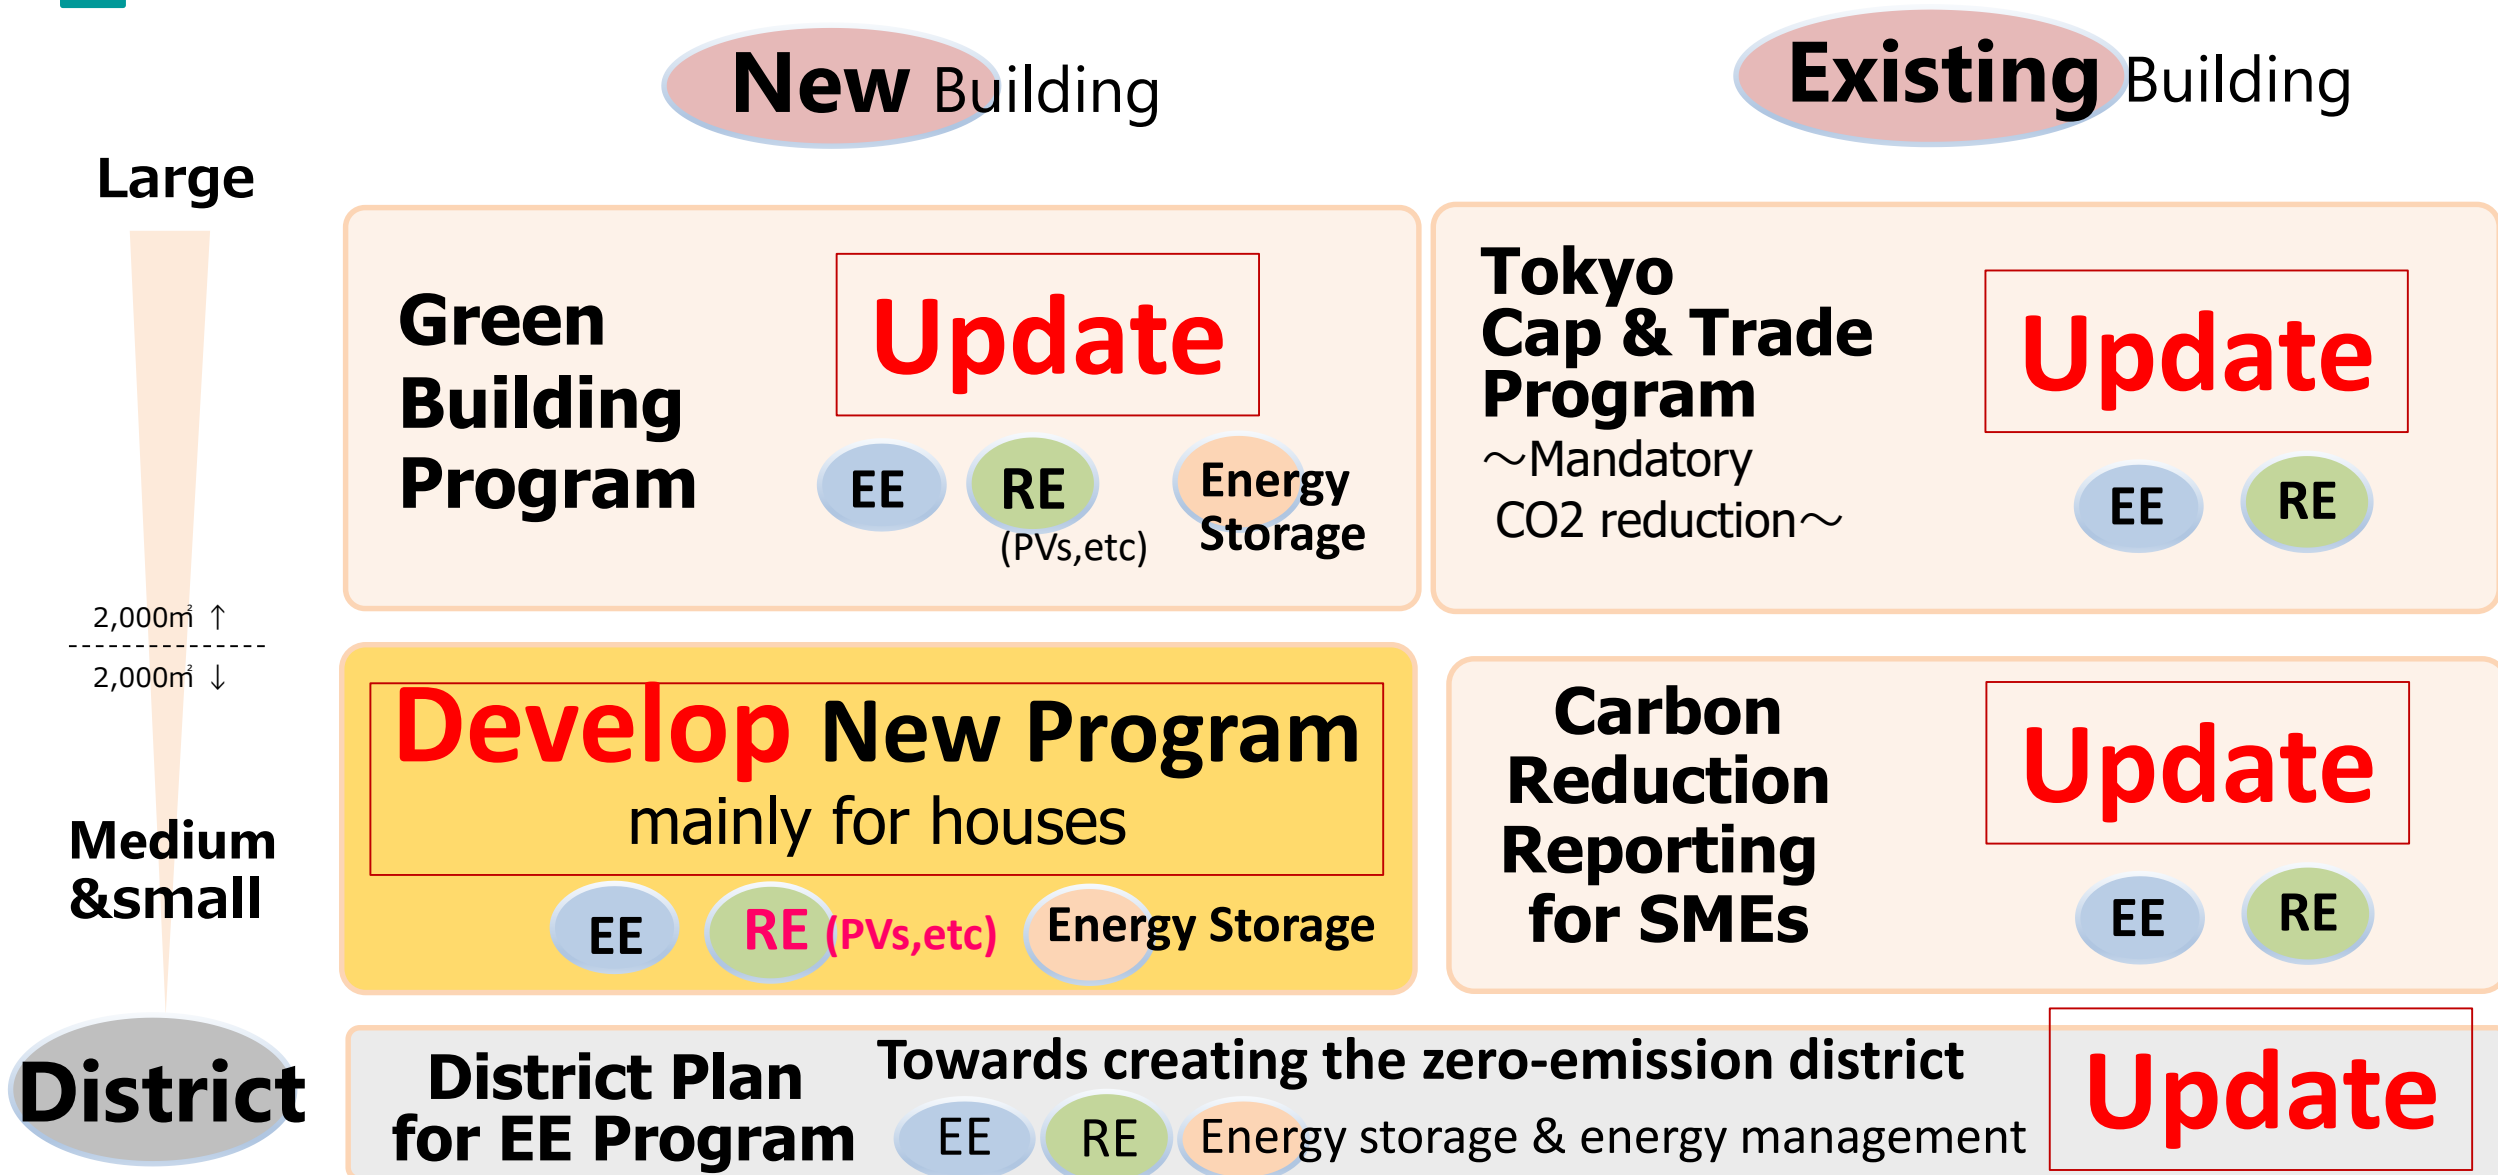 New Building
Existing Building
Large
Green
Building
Program
Update
EE
RE
(PVs,etc)
Energy
Storage
Tokyo
Cap & Trade
Program
～Mandatory
CO2 reduction～
Update
EE
RE
2,000㎡ ↑
2,000㎡ ↓
Medium
&small
Develop New Program
mainly for houses
EE
RE (PVs,etc)
Energy Storage
Carbon
Reduction
Reporting
for SMEs
Update
EE
RE
District
District Plan
for EE Program
Towards creating the zero-emission district
EE
RE
Energy storage & energy management
Update